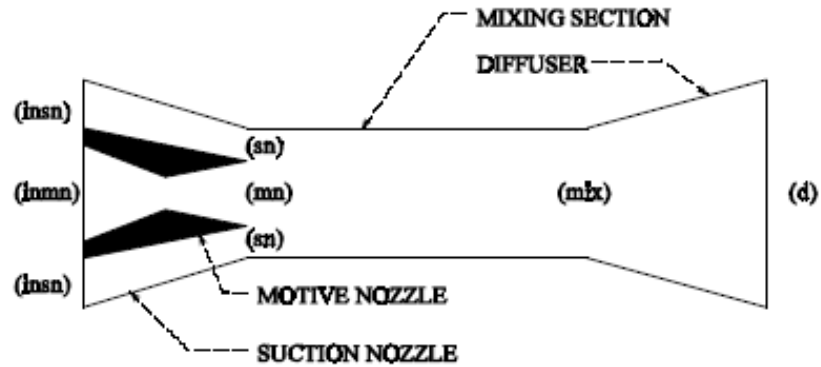 MIXING SECTION
DIFFUSER
(insn)
(sn)
(inmn) (mn) (mix) (d)
(sn)
(insn)
MOTIVE NOZZLE
SUCTION NOZZLE